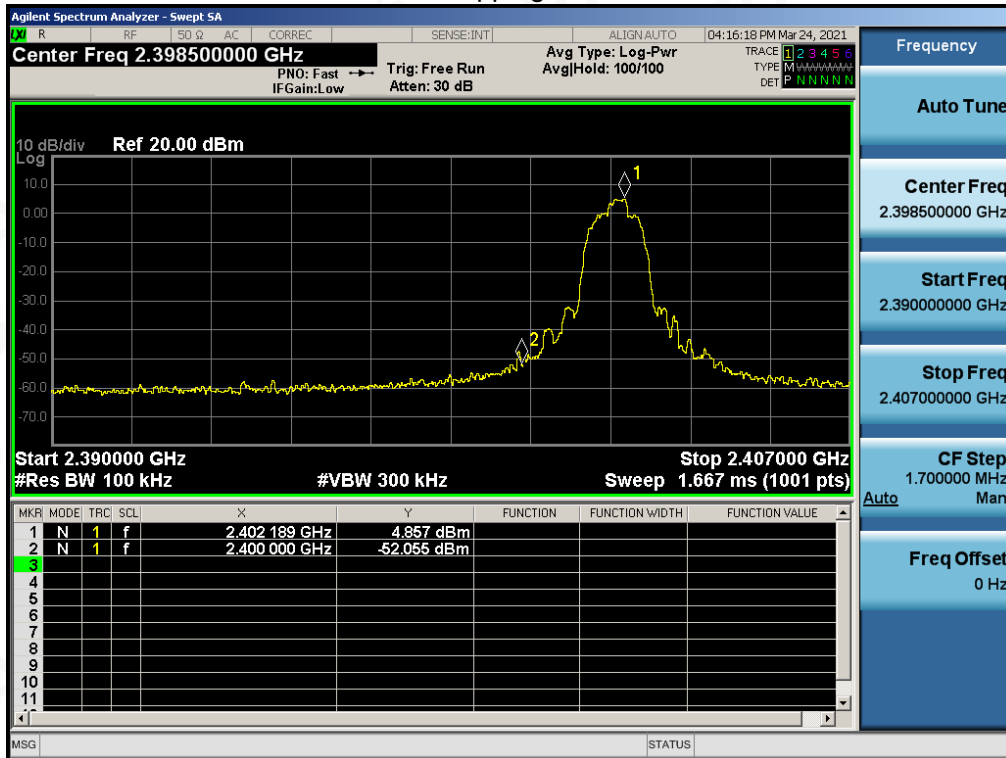 Agilent Spectrum Analyzer - Swept SA
LXI R RF 50 Ω AC CORREC SENSE:INT ALIGN AUTO 04:16:18 PM Mar 24, 2021
Center Freq 2.398500000 GHz
PNO: Fast
IFGain:Low
Trig: Free Run
Atten: 30 dB
Avg Type: Log-Pwr
Avg|Hold: 100/100
TRACE 1 2 3 4 5 6
TYPE M W W W W W
DET P N N N N N
10 dB/div Ref 20.00 dBm
Log
10.0
0.00
-10.0
-20.0
-30.0
-40.0
-50.0
-60.0
-70.0
1
2
Start 2.390000 GHz Stop 2.407000 GHz
#Res BW 100 kHz #VBW 300 kHz Sweep 1.667 ms (1001 pts)
MKR MODE TRC SCL X Y FUNCTION FUNCTION WIDTH FUNCTION VALUE
1 N 1 f 2.402 189 GHz 4.857 dBm
2 N 1 f 2.400 000 GHz -52.055 dBm
3
4
5
6
7
8
9
10
11
MSG STATUS
Frequency
Auto Tune
Center Freq
2.398500000 GHz
Start Freq
2.390000000 GHz
Stop Freq
2.407000000 GHz
CF Step
1.700000 MHz
Auto Man
Freq Offset
0 Hz